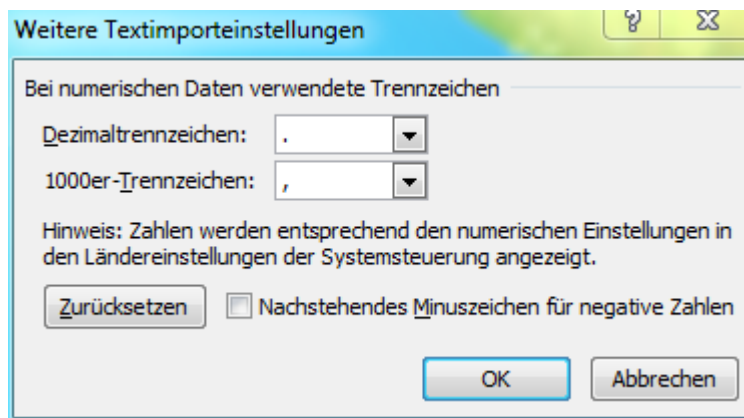 Weitere Textimporteinstellungen
Bei numerischen Daten verwendete Trennzeichen
Dezimaltrennzeichen: .
1000er-Trennzeichen: ,
Hinweis: Zahlen werden entsprechend den numerischen Einstellungen in
den Ländereinstellungen der Systemsteuerung angezeigt.
Zurücksetzen Nachstehendes Minuszeichen für negative Zahlen
OK Abbrechen